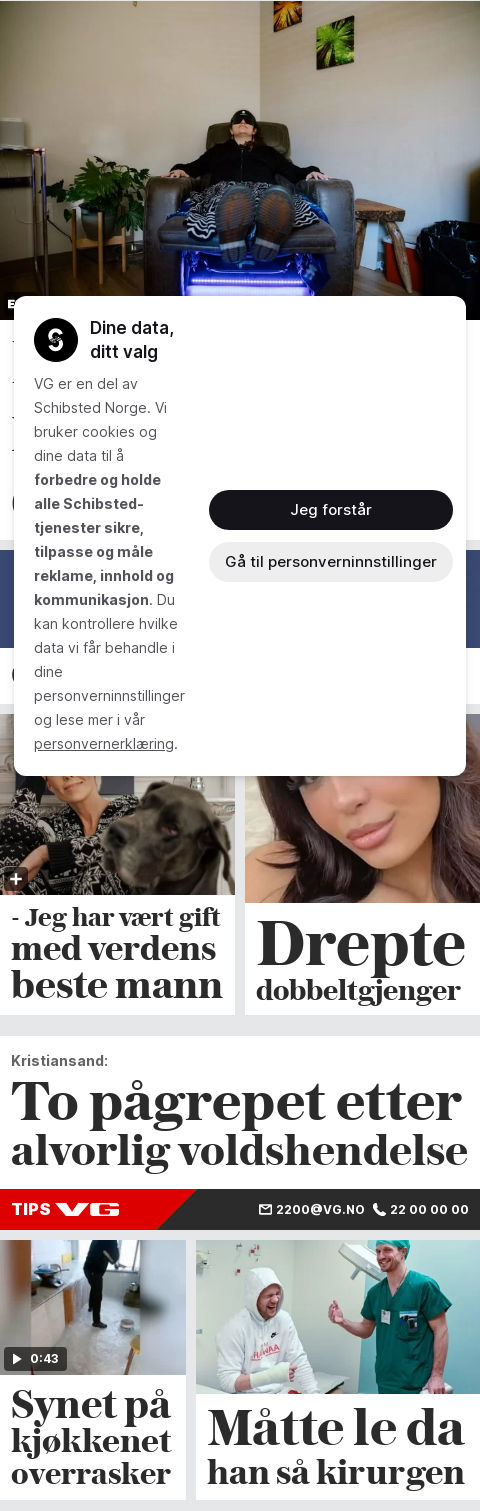 Dine data,
ditt valg
VG er en del av
Schibsted Norge. Vi
bruker cookies og
dine data til å
forbedre og holde
alle Schibsted-
tjenester sikre,
tilpasse og måle
reklame, innhold og
kommunikasjon. Du
kan kontrollere hvilke
data vi får behandle i
dine
personverninnstillinger
og lese mer i vår
personvernerklæring.
Jeg forstår
Gå til personverninnstillinger
- Jeg har vært gift
med verdens
beste mann
Drepte
dobbeltgjenger
Kristiansand:
To pågrepet etter
alvorlig voldshendelse
TIPS VG 2200@VG.NO 22 00 00 00
0:43
Synet på
kjøkkenet
overrasker
Måtte le da
han så kirurgen